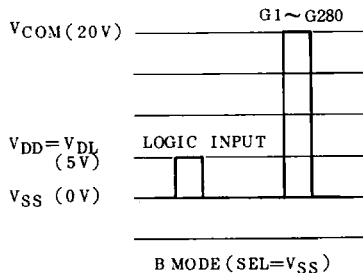 G1～G280
VCOM(20V)
VDD=VDL
(5V)
LOGIC INPUT
VSS (0V)
B MODE(SEL=VSS)